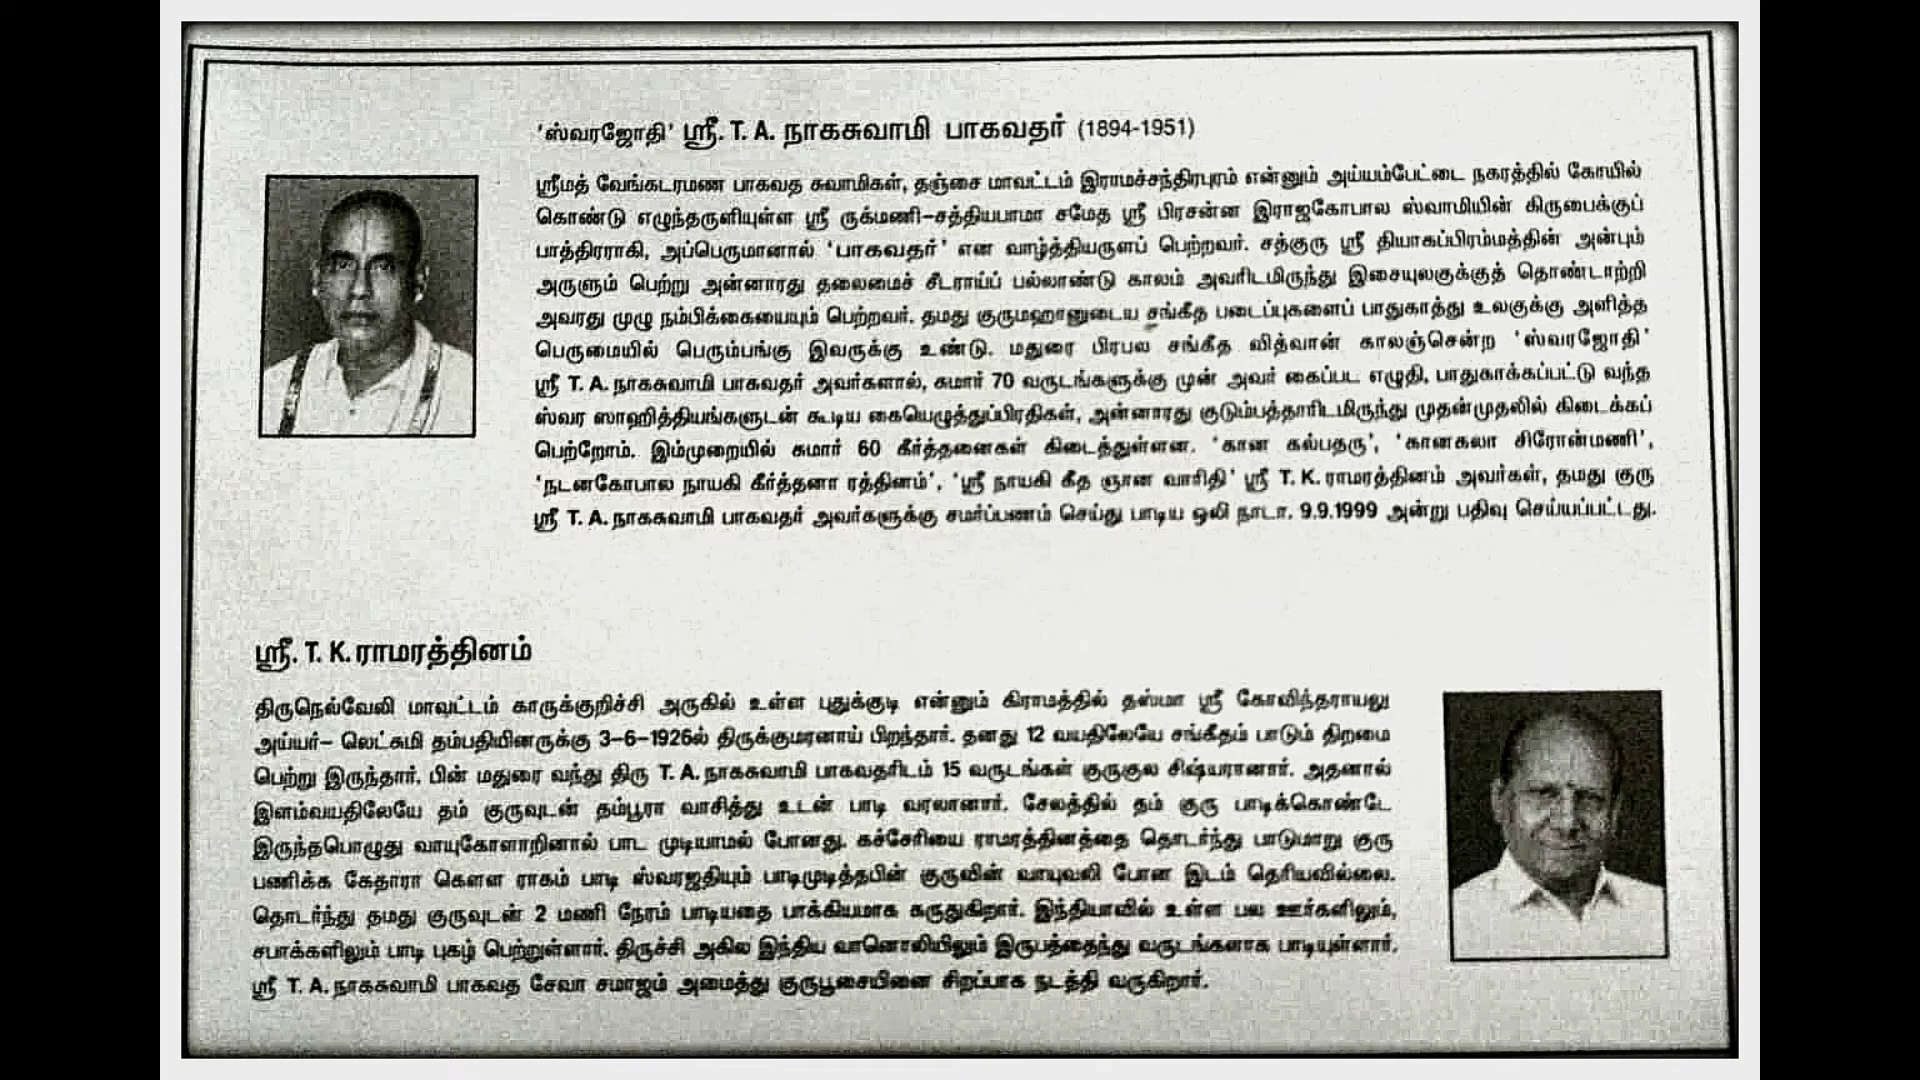 ‘ஸ்வரஜோதி’ ஸ்ரீ. T. A. நாகசுவாமி பாகவதர் (1894-1951)
ஸ்ரீமத் வேங்கடரமண பாகவத சுவாமிகள், தஞ்சை மாவட்டம் இராமச்சந்திரபுரம் என்னும் அய்யம்பேட்டை நகரத்தில் கோயில்
கொண்டு எழுந்தருளியுள்ள ஸ்ரீ ருக்மணி–சத்தியபாமா சமேத ஸ்ரீ பிரசன்ன இராஜகோபால ஸ்வாமியின் கிருபைக்குப்
பாத்திரராகி, அப்பெருமானால் ‘பாகவதர்’ என வாழ்த்தியருளப் பெற்றவர். சத்குரு ஸ்ரீ தியாகப்பிரம்மத்தின் அன்பும்
அருளும் பெற்று அன்னாரது தலைமைச் சீடராய்ப் பல்லாண்டு காலம் அவரிடமிருந்து இசையுலகுக்குத் தொண்டாற்றி
அவரது முழு நம்பிக்கையையும் பெற்றவர். தமது குருமஹானுடைய சங்கீத படைப்புகளைப் பாதுகாத்து உலகுக்கு அளித்த
பெருமையில் பெரும்பங்கு இவருக்கு உண்டு. மதுரை பிரபல சங்கீத வித்வான் காலஞ்சென்ற ‘ஸ்வரஜோதி’
ஸ்ரீ T. A. நாகசுவாமி பாகவதர் அவர்களால், சுமார் 70 வருடங்களுக்கு முன் அவர் கைப்பட எழுதி, பாதுகாக்கப்பட்டு வந்த
ஸ்வர ஸாஹித்தியங்களுடன் கூடிய கையெழுத்துப்பிரதிகள், அன்னாரது குடும்பத்தாரிடமிருந்து முதன்முதலில் கிடைக்கப்
பெற்றோம். இம்முறையில் சுமார் 60 கீர்த்தனைகள் கிடைத்துள்ளன. ‘கான கல்பதரு’, ‘கானகலா சிரோன்மணி’,
‘நடனகோபால நாயகி கீர்த்தனா ரத்தினம்’, ‘ஸ்ரீ நாயகி கீத ஞான வாரிதி’ ஸ்ரீ T. K. ராமரத்தினம் அவர்கள், தமது குரு
ஸ்ரீ T. A. நாகசுவாமி பாகவதர் அவர்களுக்கு சமர்ப்பணம் செய்து பாடிய ஒலி நாடா, 9.9.1999 அன்று பதிவு செய்யப்பட்டது.
ஸ்ரீ. T. K. ராமரத்தினம்
திருநெல்வேலி மாவட்டம் காருக்குறிச்சி அருகில் உள்ள புதுக்குடி என்னும் கிராமத்தில் தஸ்மா ஸ்ரீ கோவிந்தராயலு
அய்யர்– லெட்சுமி தம்பதியினருக்கு 3–6–1926ல் திருக்குமரனாய் பிறந்தார். தனது 12 வயதிலேயே சங்கீதம் பாடும் திறமை
பெற்று இருந்தார். பின் மதுரை வந்து திரு T. A. நாகசுவாமி பாகவதரிடம் 15 வருடங்கள் குருகுல சிஷ்யரானார். அதனால்
இளம்வயதிலேயே தம் குருவுடன் தம்பூரா வாசித்து உடன் பாடி வரலானார். சேலத்தில் தம் குரு பாடிக்கொண்டே
இருந்தபொழுது வாயுகோளாறினால் பாட முடியாமல் போனது. கச்சேரியை ராமரத்தினத்தை தொடர்ந்து பாடுமாறு குரு
பணிக்க கேதாரா கௌள ராகம் பாடி ஸ்வரஜதியும் பாடிமுடித்தபின் குருவின் வாயுவலி போன இடம் தெரியவில்லை.
தொடர்ந்து தமது குருவுடன் 2 மணி நேரம் பாடியதை பாக்கியமாக கருதுகிறார். இந்தியாவில் உள்ள பல ஊர்களிலும்,
சபாக்களிலும் பாடி புகழ் பெற்றுள்ளார். திருச்சி அகில இந்திய வானொலியிலும் இருபத்தைந்து வருடங்களாக பாடியுள்ளார்.
ஸ்ரீ T. A. நாகசுவாமி பாகவத சேவா சமாஜம் அமைத்து குருபூசையினை சிறப்பாக நடத்தி வருகிறார்.